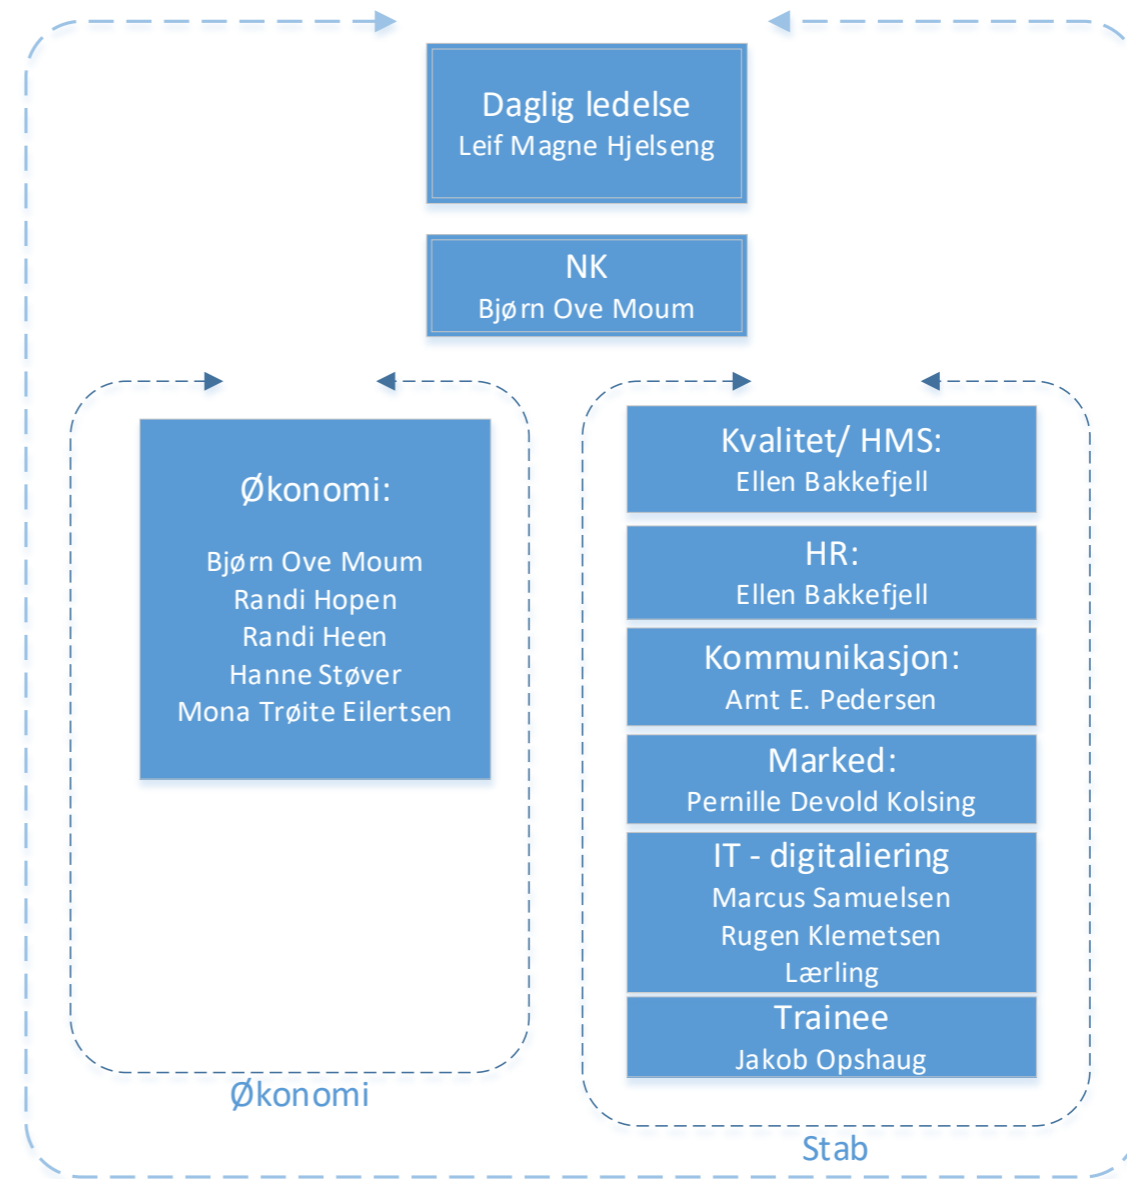 Daglig ledelse
Leif Magne Hjelseng
NK
Bjørn Ove Moum
Økonomi:
Bjørn Ove Moum
Randi Hopen
Randi Heen
Hanne Støver
Mona Trøite Eilertsen
Økonomi
Kvalitet/ HMS:
Ellen Bakkefjell
HR:
Ellen Bakkefjell
Kommunikasjon:
Arnt E. Pedersen
Marked:
Pernille Devold Kolsing
IT - digitaliering
Marcus Samuelsen
Rugen Klemetsen
Lærling
Trainee
Jakob Opshaug
Stab